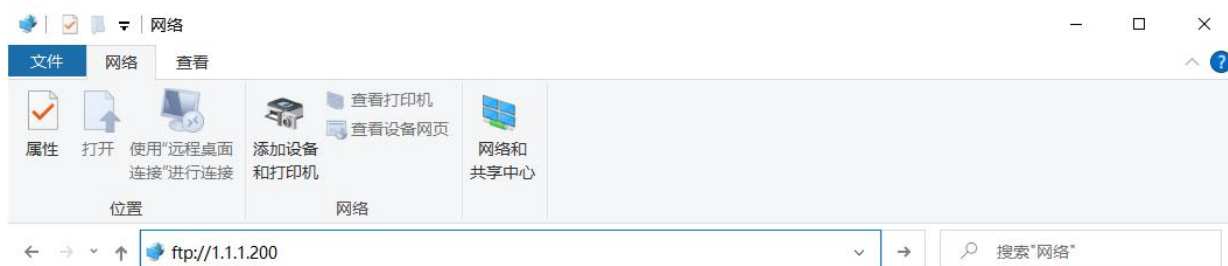 网络
文件 网络 查看
属性 打开 使用"远程桌面连接"进行连接 添加设备和打印机 查看打印机 查看设备网页 网络和共享中心
位置 网络
ftp://1.1.1.200 搜索"网络"